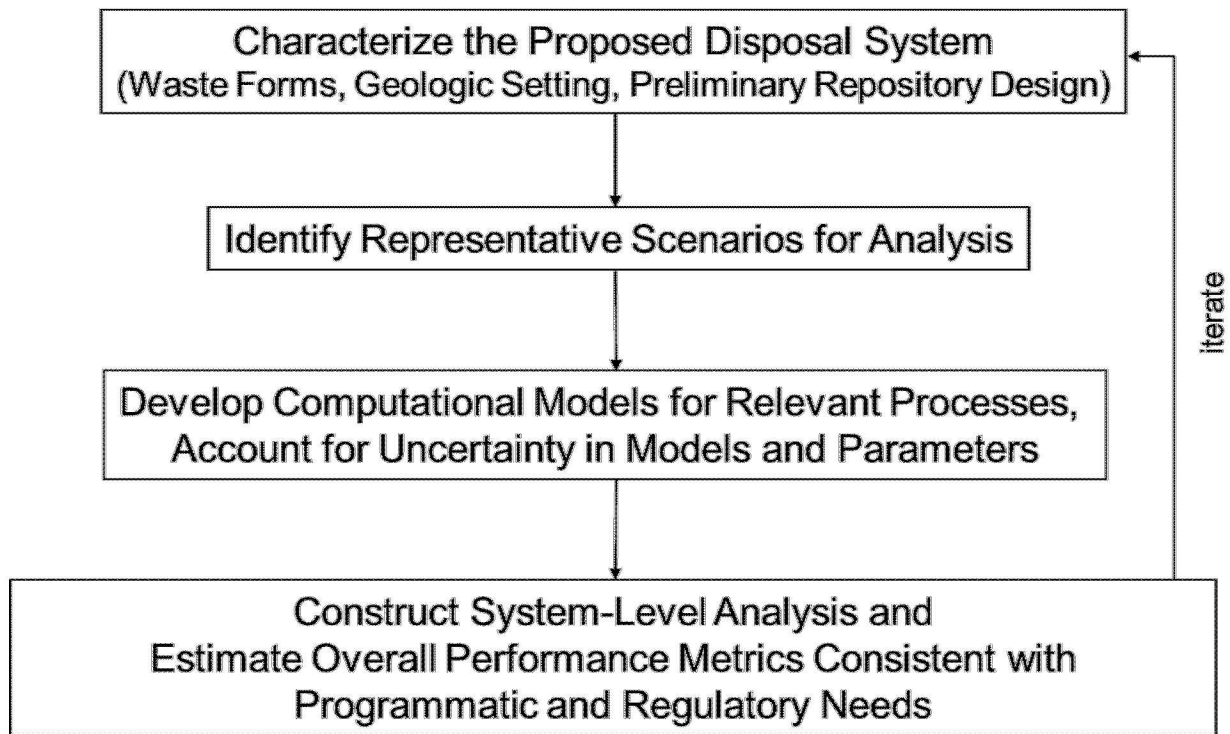 Characterize the Proposed Disposal System
(Waste Forms, Geologic Setting, Preliminary Repository Design)
Identify Representative Scenarios for Analysis
iterate
Develop Computational Models for Relevant Processes,
Account for Uncertainty in Models and Parameters
Construct System-Level Analysis and
Estimate Overall Performance Metrics Consistent with
Programmatic and Regulatory Needs